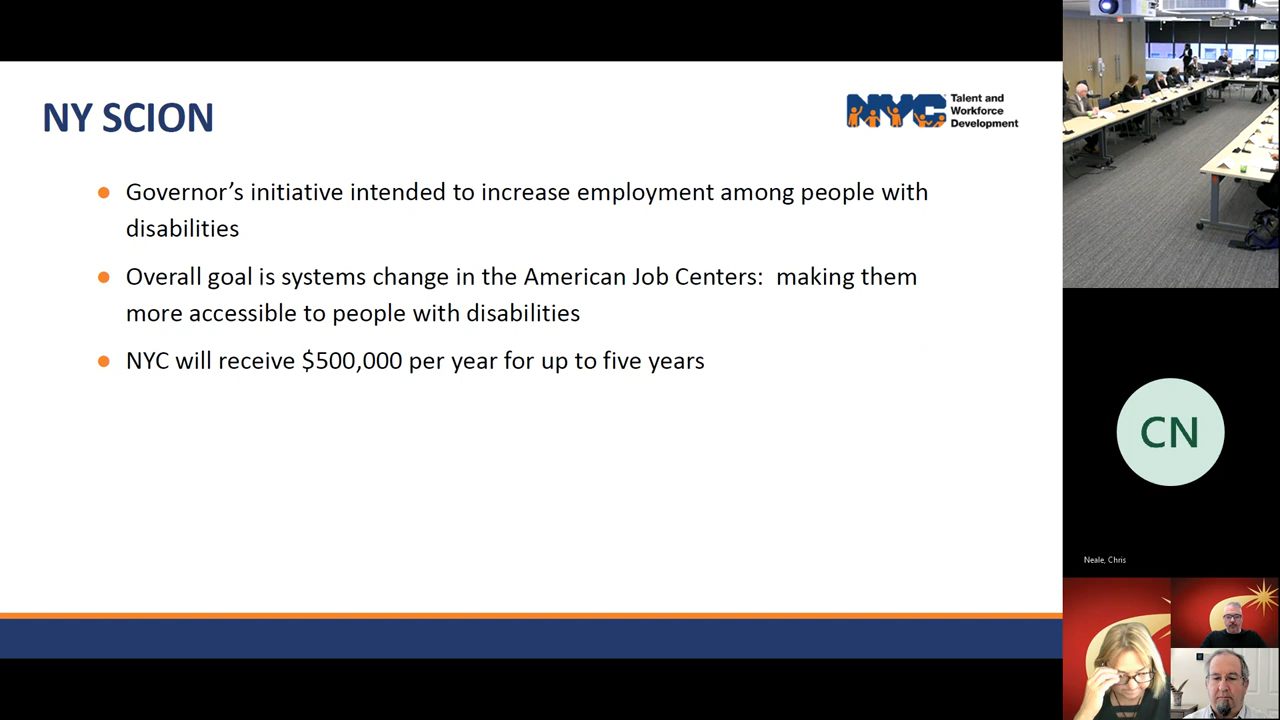 NY SCION
NYC
Talent and
Workforce
Development
Governor’s initiative intended to increase employment among people with
disabilities
Overall goal is systems change in the American Job Centers:  making them
more accessible to people with disabilities
NYC will receive $500,000 per year for up to five years
CN
Neale, Chris